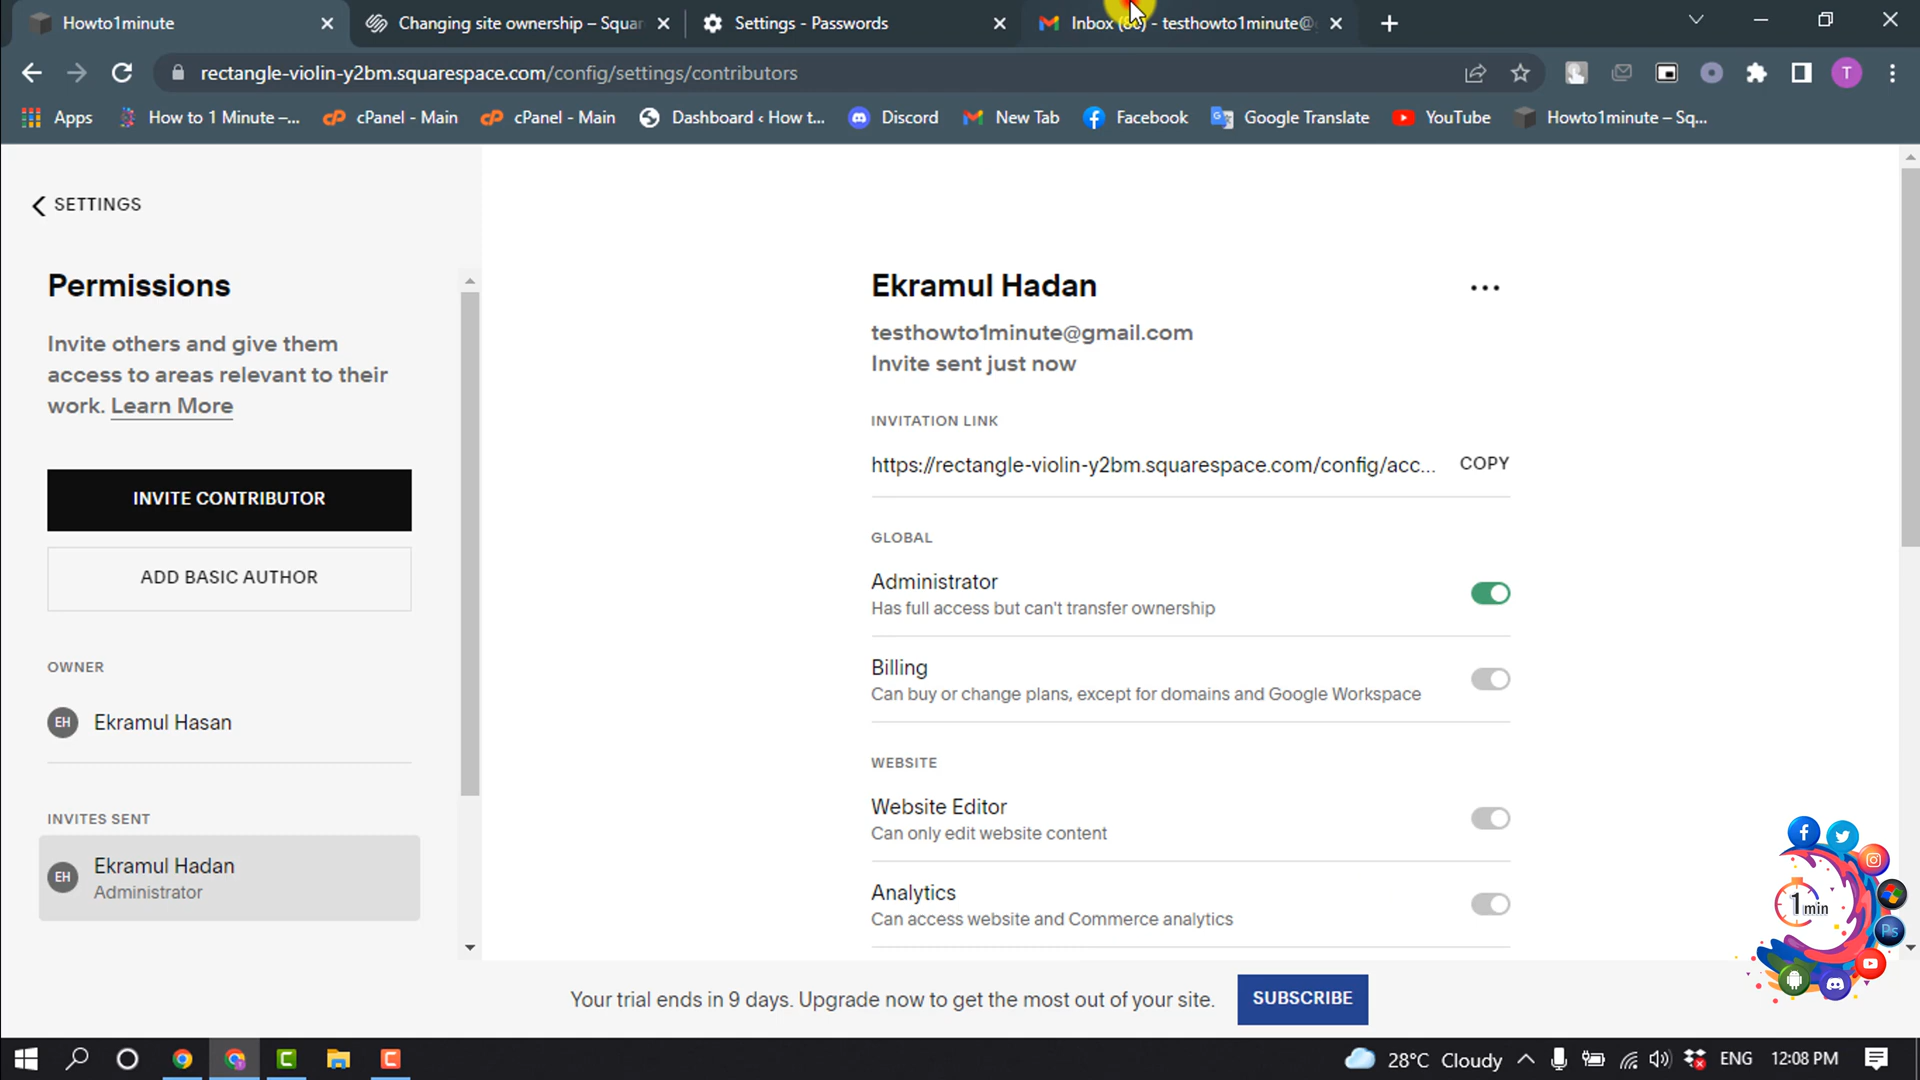 Howto1minute
Changing site ownership – Squar
Settings - Passwords
Inbox - testhowto1minute@
rectangle-violin-y2bm.squarespace.com/config/settings/contributors
T
Apps
How to 1 Minute –...
cPanel - Main
cPanel - Main
Dashboard ‹ How t...
Discord
New Tab
Facebook
Google Translate
YouTube
Howto1minute – Sq...
SETTINGS
Permissions
Invite others and give them
access to areas relevant to their
work. Learn More
INVITE CONTRIBUTOR
ADD BASIC AUTHOR
OWNER
EH Ekramul Hasan
INVITES SENT
EH Ekramul Hadan
Administrator
Ekramul Hadan
testhowto1minute@gmail.com
Invite sent just now
INVITATION LINK
https://rectangle-violin-y2bm.squarespace.com/config/acc... COPY
GLOBAL
Administrator
Has full access but can't transfer ownership
Billing
Can buy or change plans, except for domains and Google Workspace
WEBSITE
Website Editor
Can only edit website content
Analytics
Can access website and Commerce analytics
Your trial ends in 9 days. Upgrade now to get the most out of your site. SUBSCRIBE
1 min
Ps
28°C Cloudy
ENG
12:08 PM